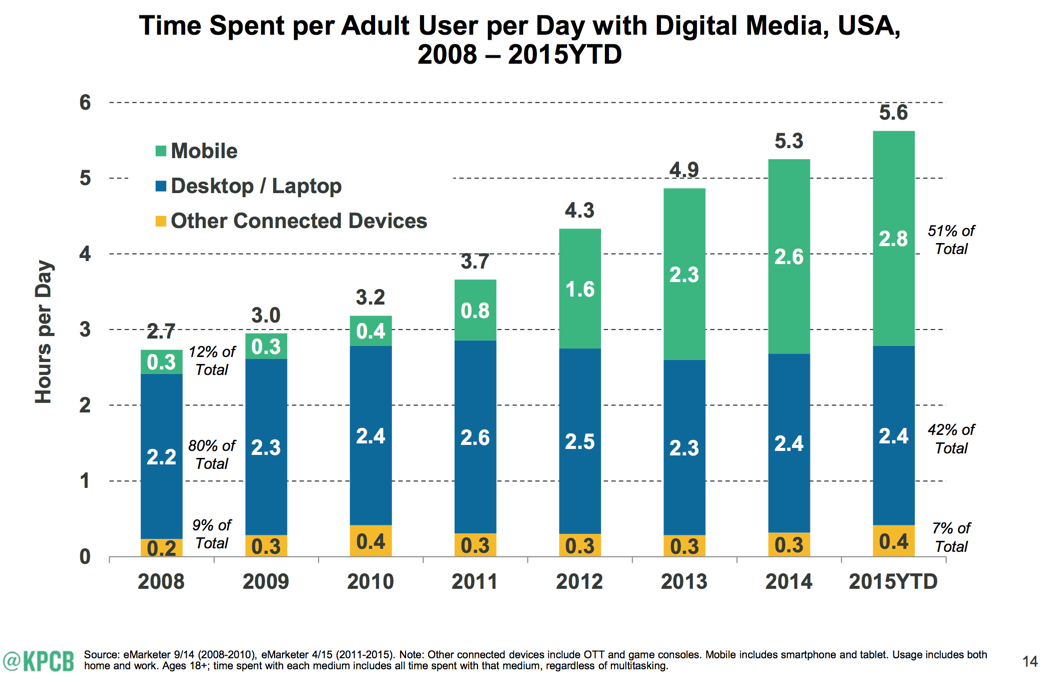 Time Spent per Adult User per Day with Digital Media, USA,
2008 – 2015YTD
Hours per Day
6
5
4
3
2
1
0
Mobile
Desktop / Laptop
Other Connected Devices
2.7
0.3
2.2
0.2
12% of
Total
80% of
Total
9% of
Total
3.0
0.3
2.3
0.3
3.2
0.4
2.4
0.4
3.7
0.8
2.6
0.3
4.3
1.6
2.5
0.3
4.9
2.3
2.3
0.3
5.3
2.6
2.4
0.3
5.6
2.8
2.4
0.4
51% of
Total
42% of
Total
7% of
Total
2008 2009 2010 2011 2012 2013 2014 2015YTD
@KPCB
Source: eMarketer 9/14 (2008-2010), eMarketer 4/15 (2011-2015). Note: Other connected devices include OTT and game consoles. Mobile includes smartphone and tablet. Usage includes both
home and work. Ages 18+; time spent with each medium includes all time spent with that medium, regardless of multitasking.
14